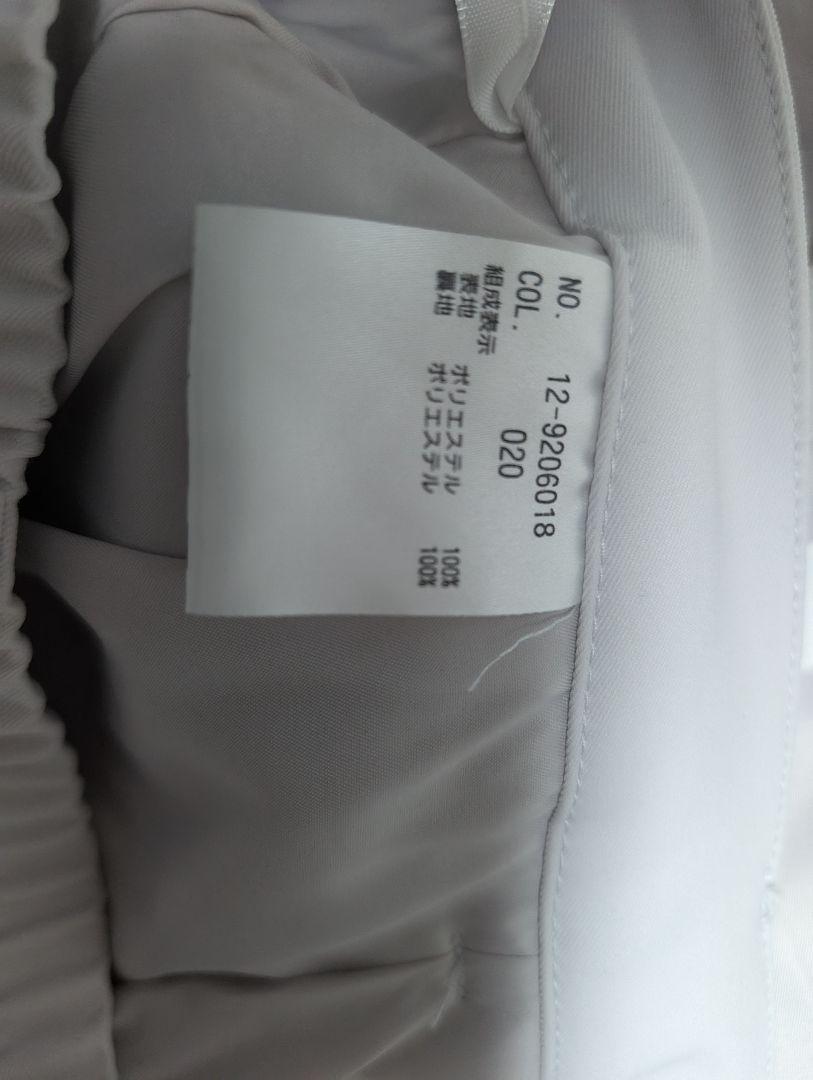 NO. 12-9206018
COL. 020
組成表示
表地 ポリエステル 100%
裏地 ポリエステル 100%